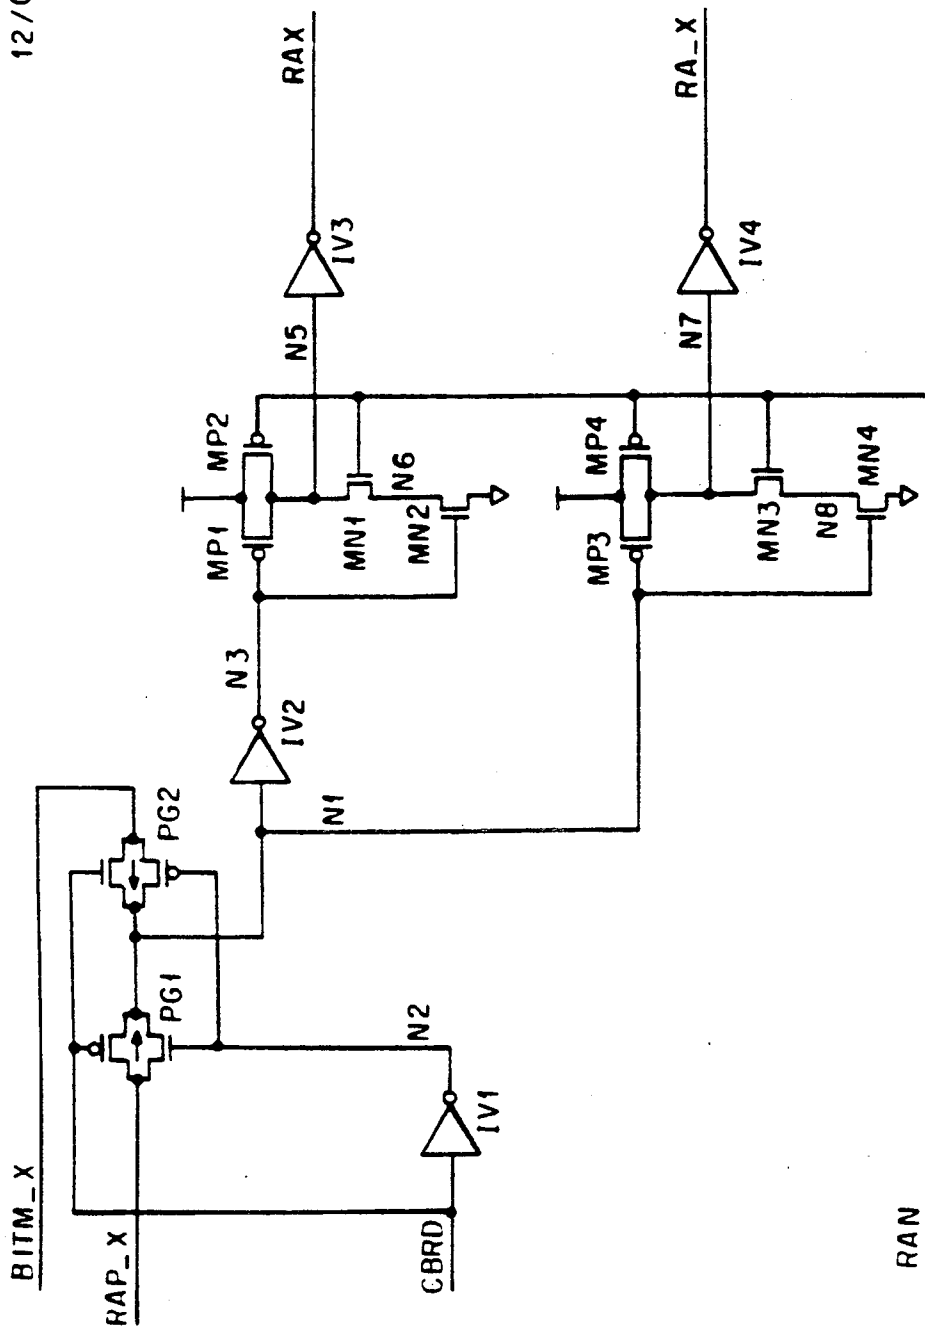 12/0
BITM_X
RAP_X
CBRD
PG1
PG2
IV1
N2
N1
IV2
N3
MP1
MP2
MN1
N6
MN2
N5
IV3
RAX
MP3
MP4
MN3
N8
MN4
N7
IV4
RA_X
RAN